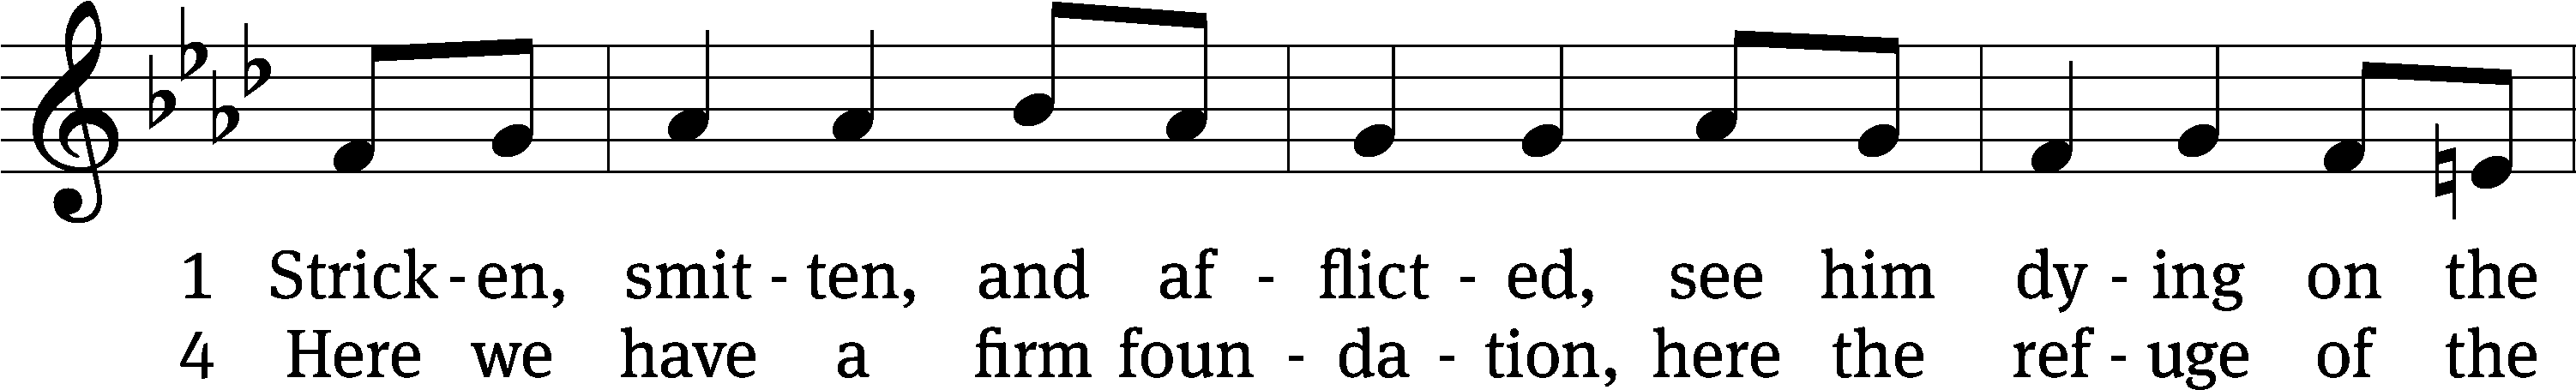 1 Strick - en, smit - ten, and af - flict - ed, see him dy - ing on the
4 Here we have a firm foun - da - tion, here the ref - uge of the